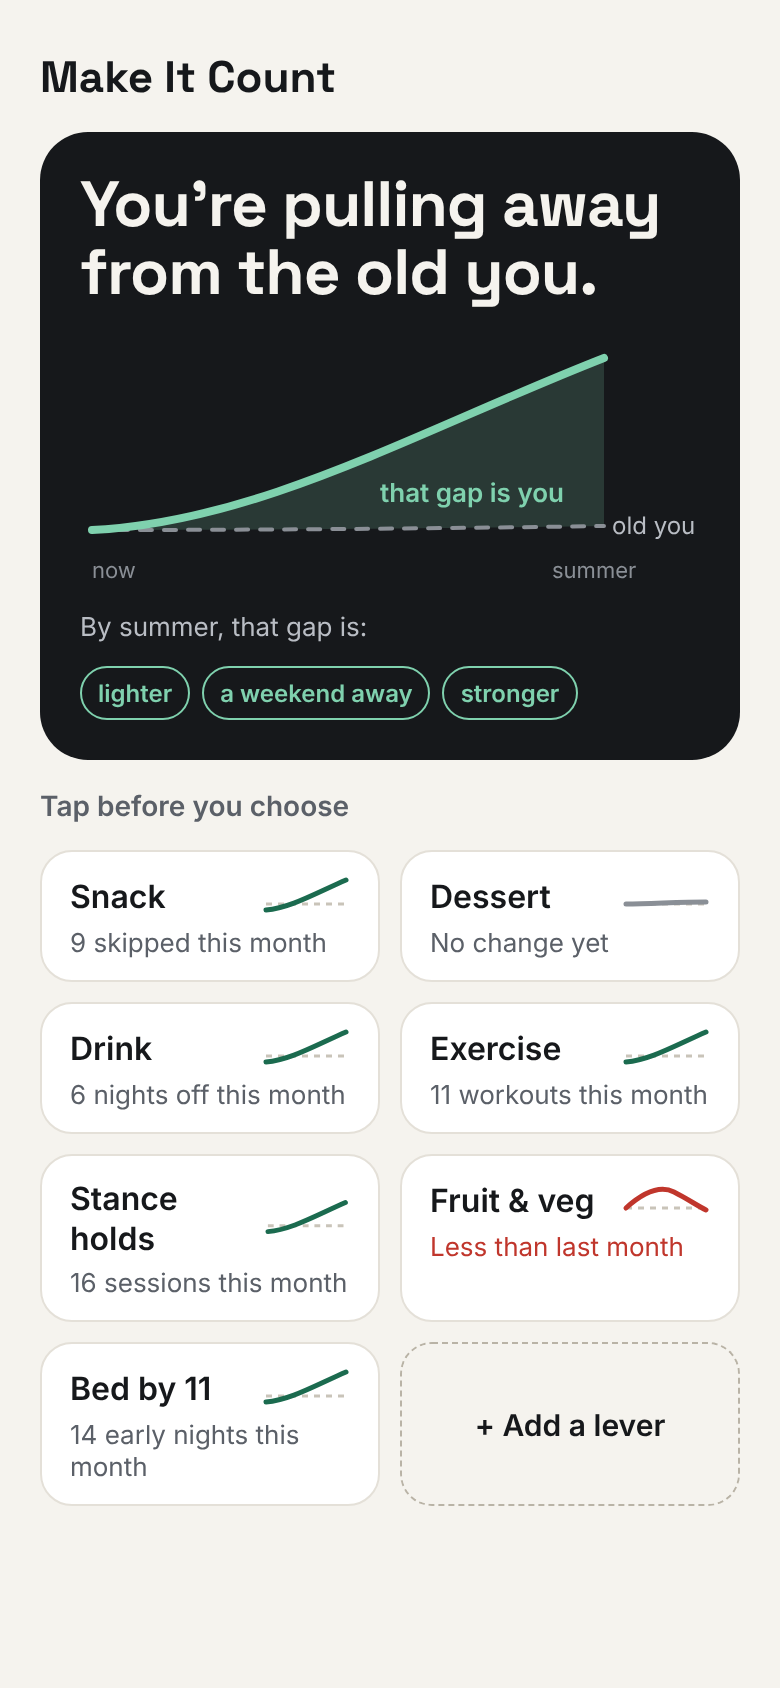 Make It Count
You’re pulling away
from the old you.
that gap is you
old you
now
summer
By summer, that gap is:
lighter
a weekend away
stronger
Tap before you choose
Snack
9 skipped this month
Dessert
No change yet
Drink
6 nights off this month
Exercise
11 workouts this month
Stance
holds
16 sessions this month
Fruit & veg
Less than last month
Bed by 11
14 early nights this
month
+ Add a lever